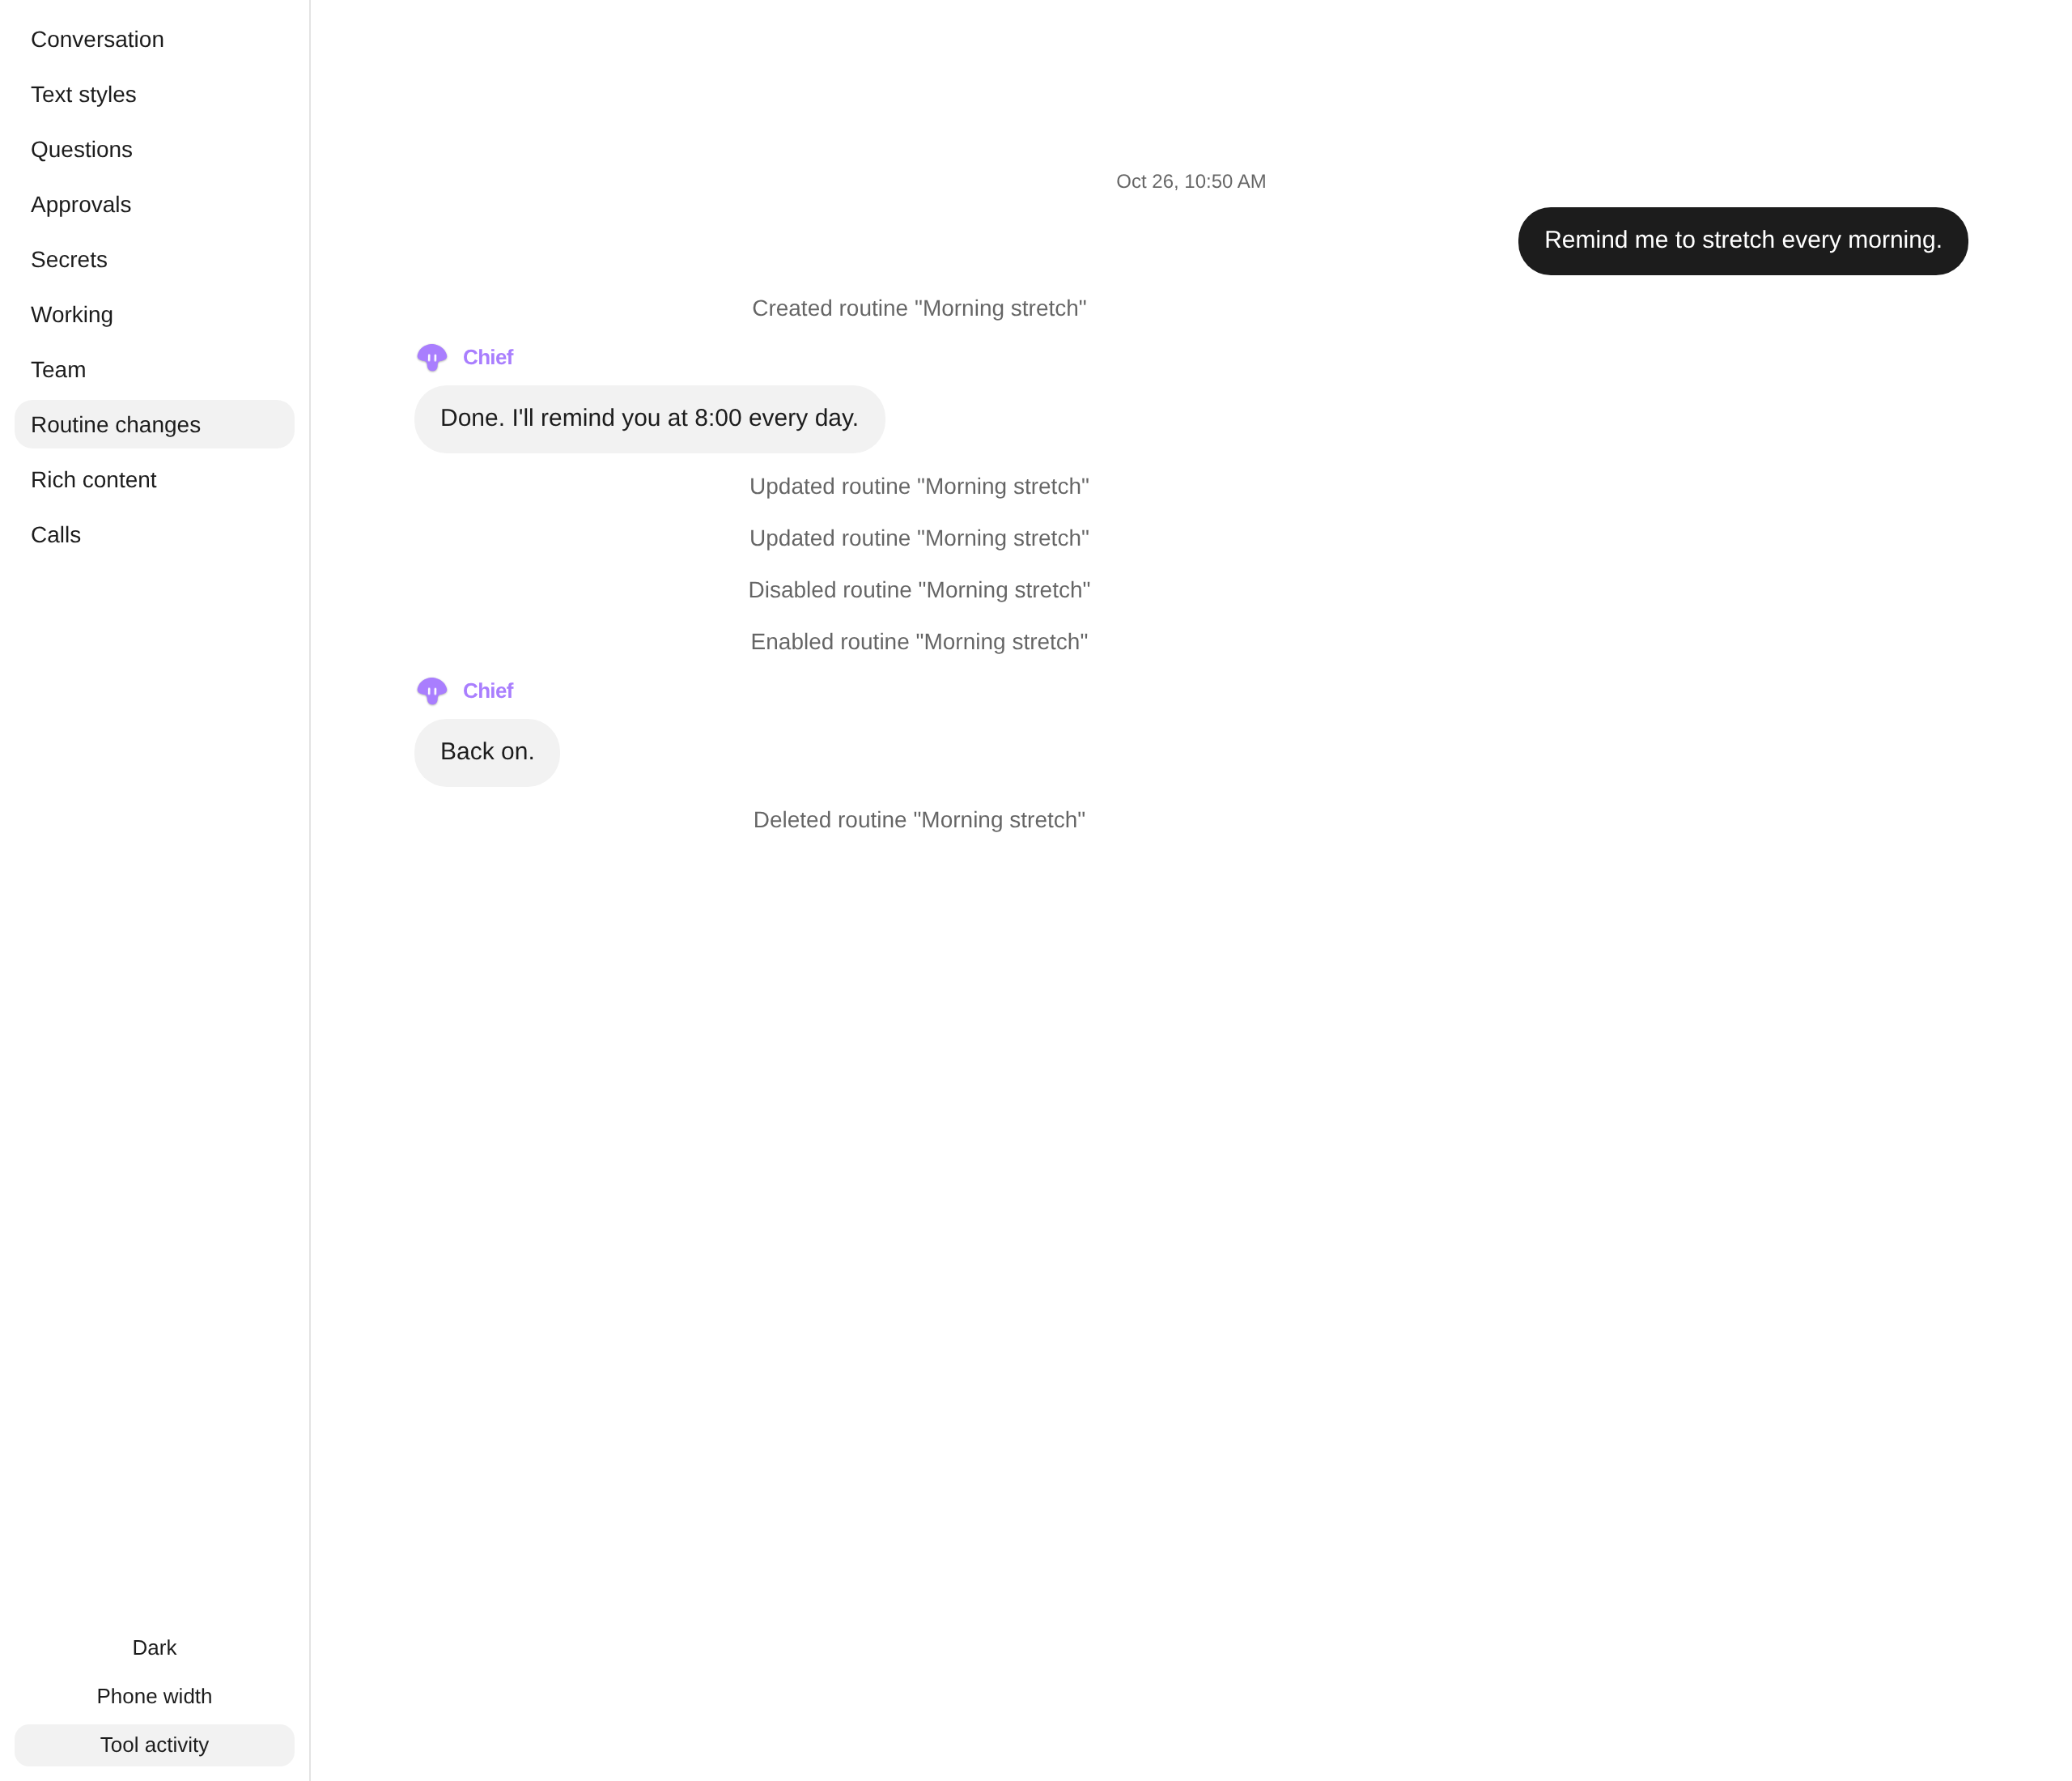 Conversation
Text styles
Questions
Approvals
Secrets
Working
Team
Routine changes
Rich content
Calls
Dark
Phone width
Tool activity
Oct 26, 10:50 AM
Remind me to stretch every morning.
Created routine "Morning stretch"
Chief
Done. I'll remind you at 8:00 every day.
Updated routine "Morning stretch"
Updated routine "Morning stretch"
Disabled routine "Morning stretch"
Enabled routine "Morning stretch"
Chief
Back on.
Deleted routine "Morning stretch"